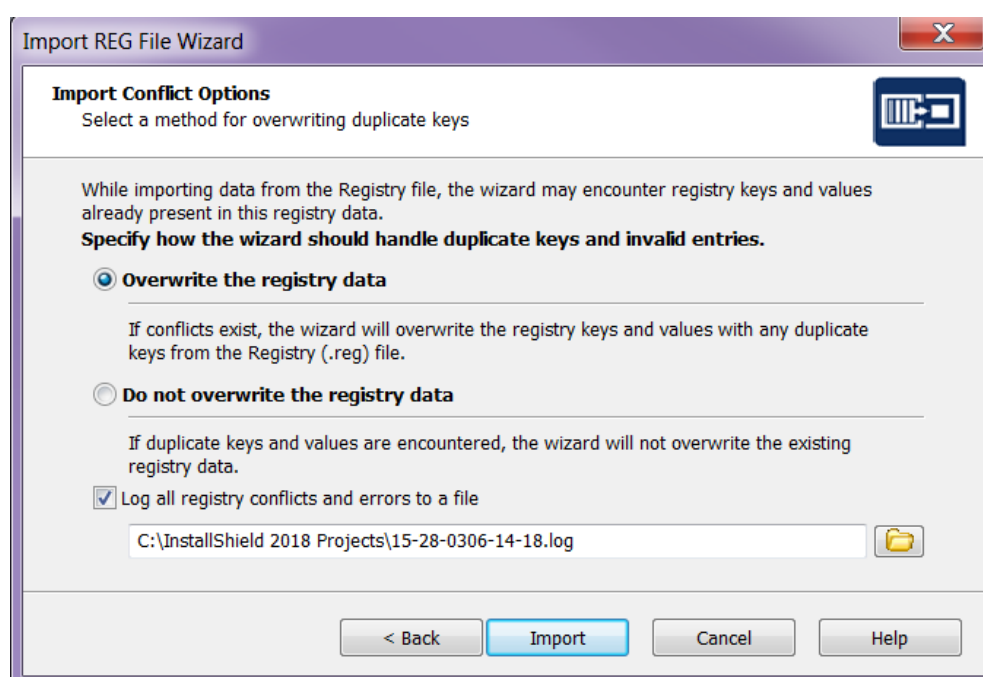 Import REG File Wizard
Import Conflict Options
Select a method for overwriting duplicate keys
While importing data from the Registry file, the wizard may encounter registry keys and values
already present in this registry data.
Specify how the wizard should handle duplicate keys and invalid entries.
Overwrite the registry data
If conflicts exist, the wizard will overwrite the registry keys and values with any duplicate
keys from the Registry (.reg) file.
Do not overwrite the registry data
If duplicate keys and values are encountered, the wizard will not overwrite the existing
registry data.
Log all registry conflicts and errors to a file
C:\InstallShield 2018 Projects\15-28-0306-14-18.log
< Back Import Cancel Help